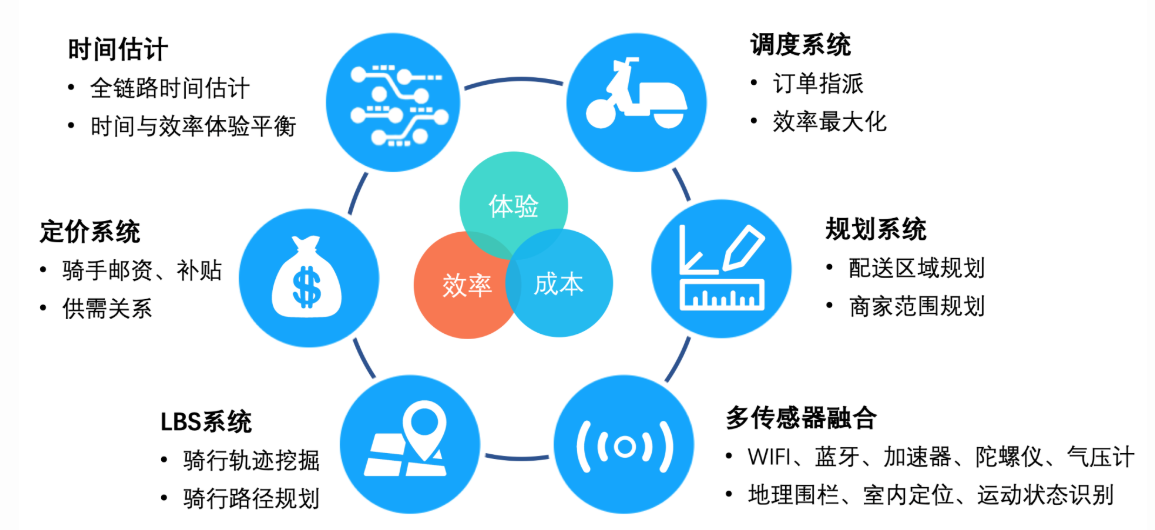 时间估计
• 全链路时间估计
• 时间与效率体验平衡
调度系统
• 订单指派
• 效率最大化
定价系统
• 骑手邮资、补贴
• 供需关系
体验
效率
成本
规划系统
• 配送区域规划
• 商家范围规划
LBS系统
• 骑行轨迹挖掘
• 骑行路径规划
多传感器融合
• WIFI、蓝牙、加速器、陀螺仪、气压计
• 地理围栏、室内定位、运动状态识别